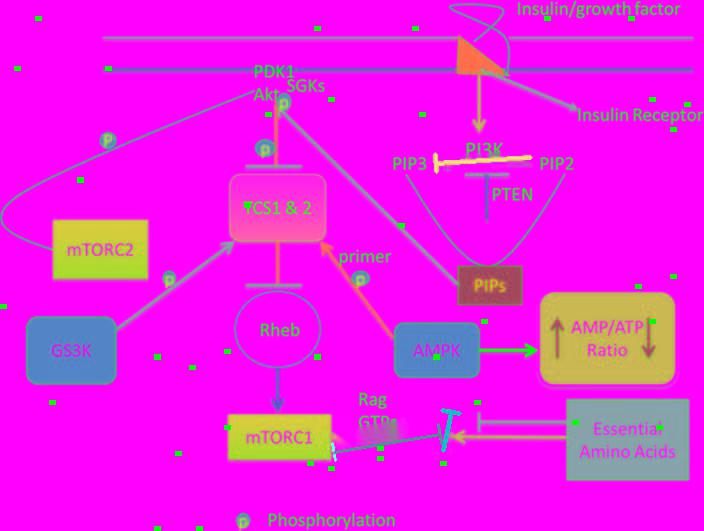 Insulin/growth factor
PDK1
Akt SGKs
p
Insulin Receptor
p
p
PI3K
PIP3
PIP2
PTEN
TCS1 & 2
mTORC2
primer
p
p
PIPs
Rheb
GS3K
AMPK
AMP/ATP
Ratio
Rag
GTPs
mTORC1
Essential
Amino Acids
p Phosphorylation